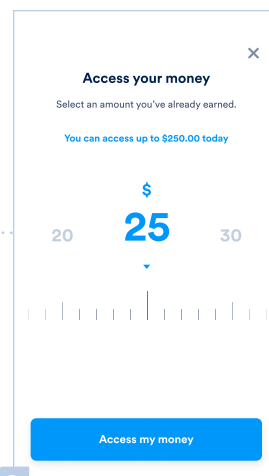 Access your money
Select an amount you've already earned.
You can access up to $250.00 today
$
20 25 30
Access my money